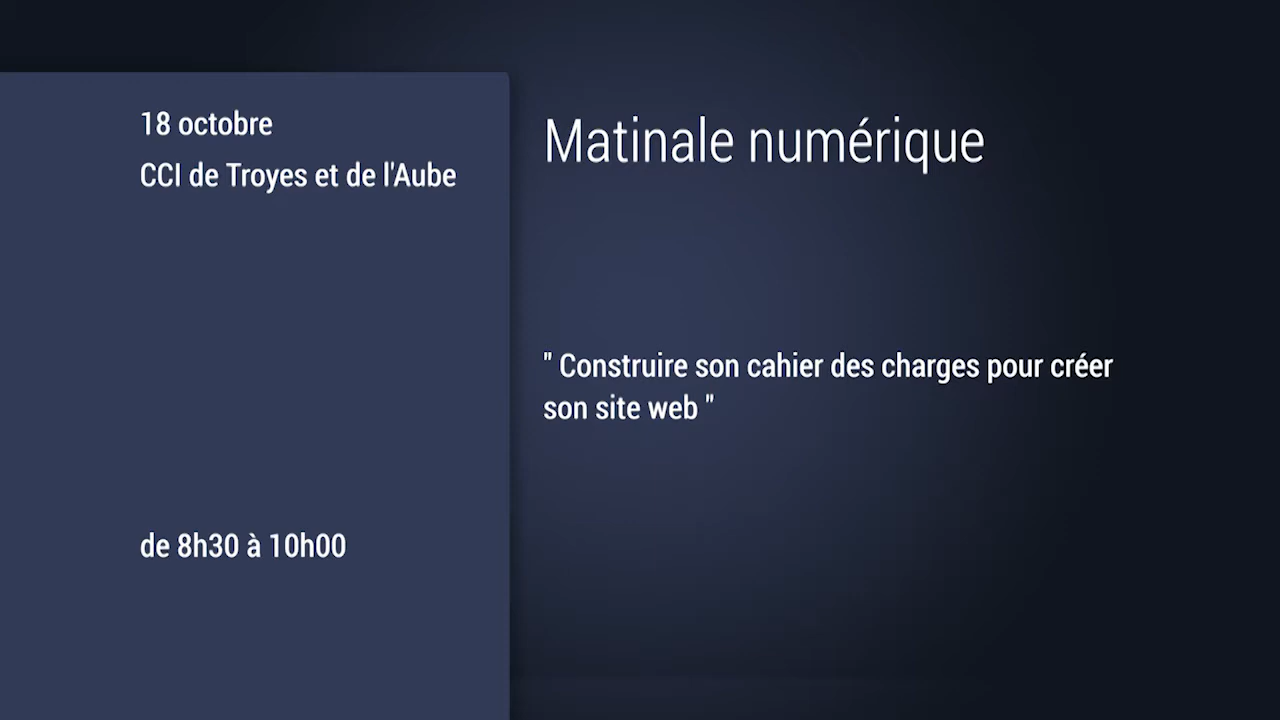 18 octobre
CCI de Troyes et de l'Aube
de 8h30 à 10h00
Matinale numérique
" Construire son cahier des charges pour créer
son site web "